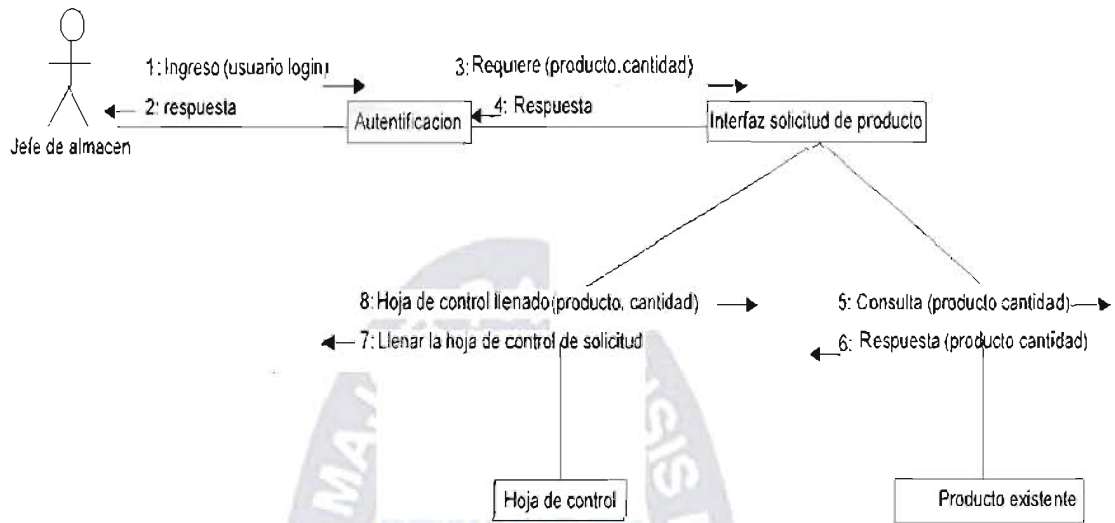 1: Ingreso (usuario login)
3: Requiere (producto.cantidad)
2: respuesta
4: Respuesta
Autentificacion
Interfaz solicitud de producto
Jefe de almacen
8: Hoja de control llenado (producto, cantidad)
5: Consulta (producto cantidad)
7: Llenar la hoja de control de solicitud
6: Respuesta (producto cantidad)
Hoja de control
Producto existente